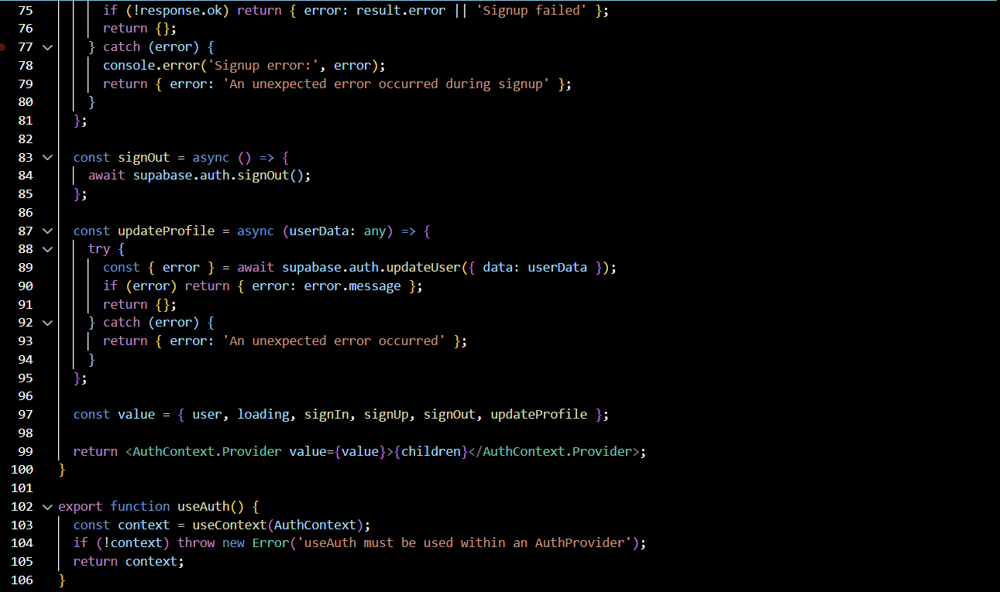 75 if (!response.ok) return { error: result.error || 'Signup failed' };
76 return {};
77 } catch (error) {
78 console.error('Signup error:', error);
79 return { error: 'An unexpected error occurred during signup' };
80 }
81 };
82
83 const signOut = async () => {
84 await supabase.auth.signOut();
85 };
86
87 const updateProfile = async (userData: any) => {
88 try {
89 const { error } = await supabase.auth.updateUser({ data: userData });
90 if (error) return { error: error.message };
91 return {};
92 } catch (error) {
93 return { error: 'An unexpected error occurred' };
94 }
95 };
96
97 const value = { user, loading, signIn, signUp, signOut, updateProfile };
98
99 return <AuthContext.Provider value={value}>{children}</AuthContext.Provider>;
100 }
101
102 export function useAuth() {
103 const context = useContext(AuthContext);
104 if (!context) throw new Error('useAuth must be used within an AuthProvider');
105 return context;
106 }